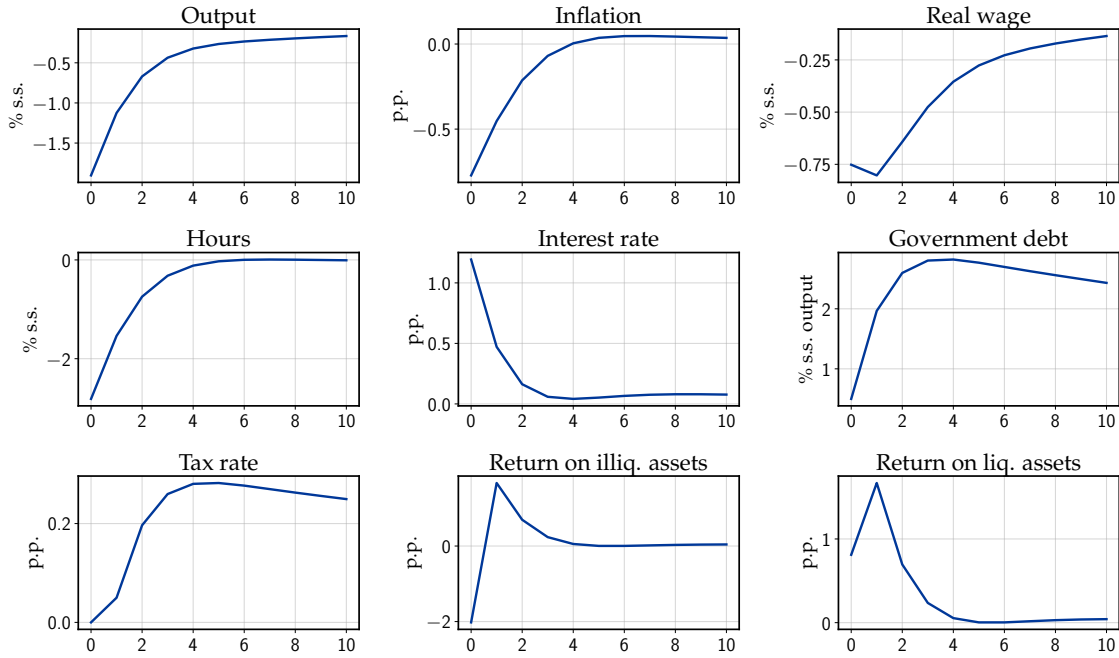 Output
% s.s.
−0.5
−1.0
−1.5
0 2 4 6 8 10
Inflation
p.p.
0.0
−0.5
0 2 4 6 8 10
Real wage
% s.s.
−0.25
−0.50
−0.75
0 2 4 6 8 10
Hours
% s.s.
0
−2
0 2 4 6 8 10
Interest rate
p.p.
1.0
0.5
0.0
0 2 4 6 8 10
Government debt
% s.s. output
2
1
0 2 4 6 8 10
Tax rate
p.p.
0.2
0.0
0 2 4 6 8 10
Return on illiq. assets
p.p.
0
−2
0 2 4 6 8 10
Return on liq. assets
p.p.
1
0
0 2 4 6 8 10